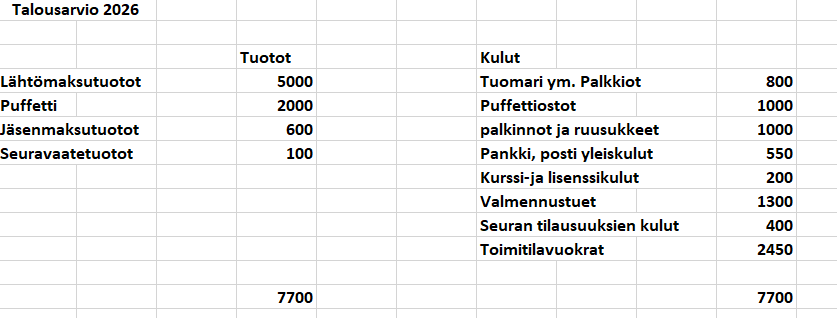 Talousarvio 2026
Tuotot Kulut
Lähtömaksutuotot 5000 Tuomari ym. Palkkiot 800
Puffetti 2000 Puffettiostot 1000
Jäsenmaksutuotot 600 palkinnot ja ruusukkeet 1000
Seuravaatetuotot 100 Pankki, posti yleiskulut 550
Kurssi-ja lisenssikulut 200
Valmennustuet 1300
Seuran tilausuuksien kulut 400
Toimitilavuokrat 2450
7700 7700